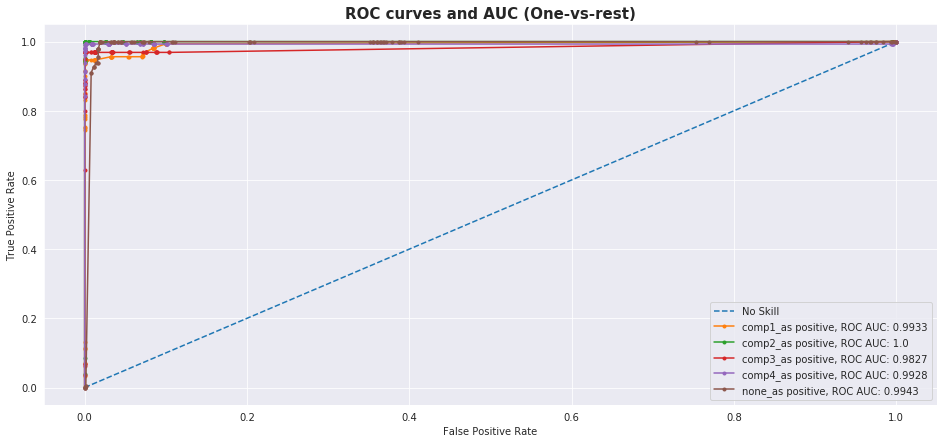 ROC curves and AUC (One-vs-rest)
True Positive Rate
1.0
0.8
0.6
0.4
0.2
0.0
No Skill
comp1_as positive, ROC AUC: 0.9933
comp2_as positive, ROC AUC: 1.0
comp3_as positive, ROC AUC: 0.9827
comp4_as positive, ROC AUC: 0.9928
none_as positive, ROC AUC: 0.9943
0.0 0.2 0.4 0.6 0.8 1.0
False Positive Rate